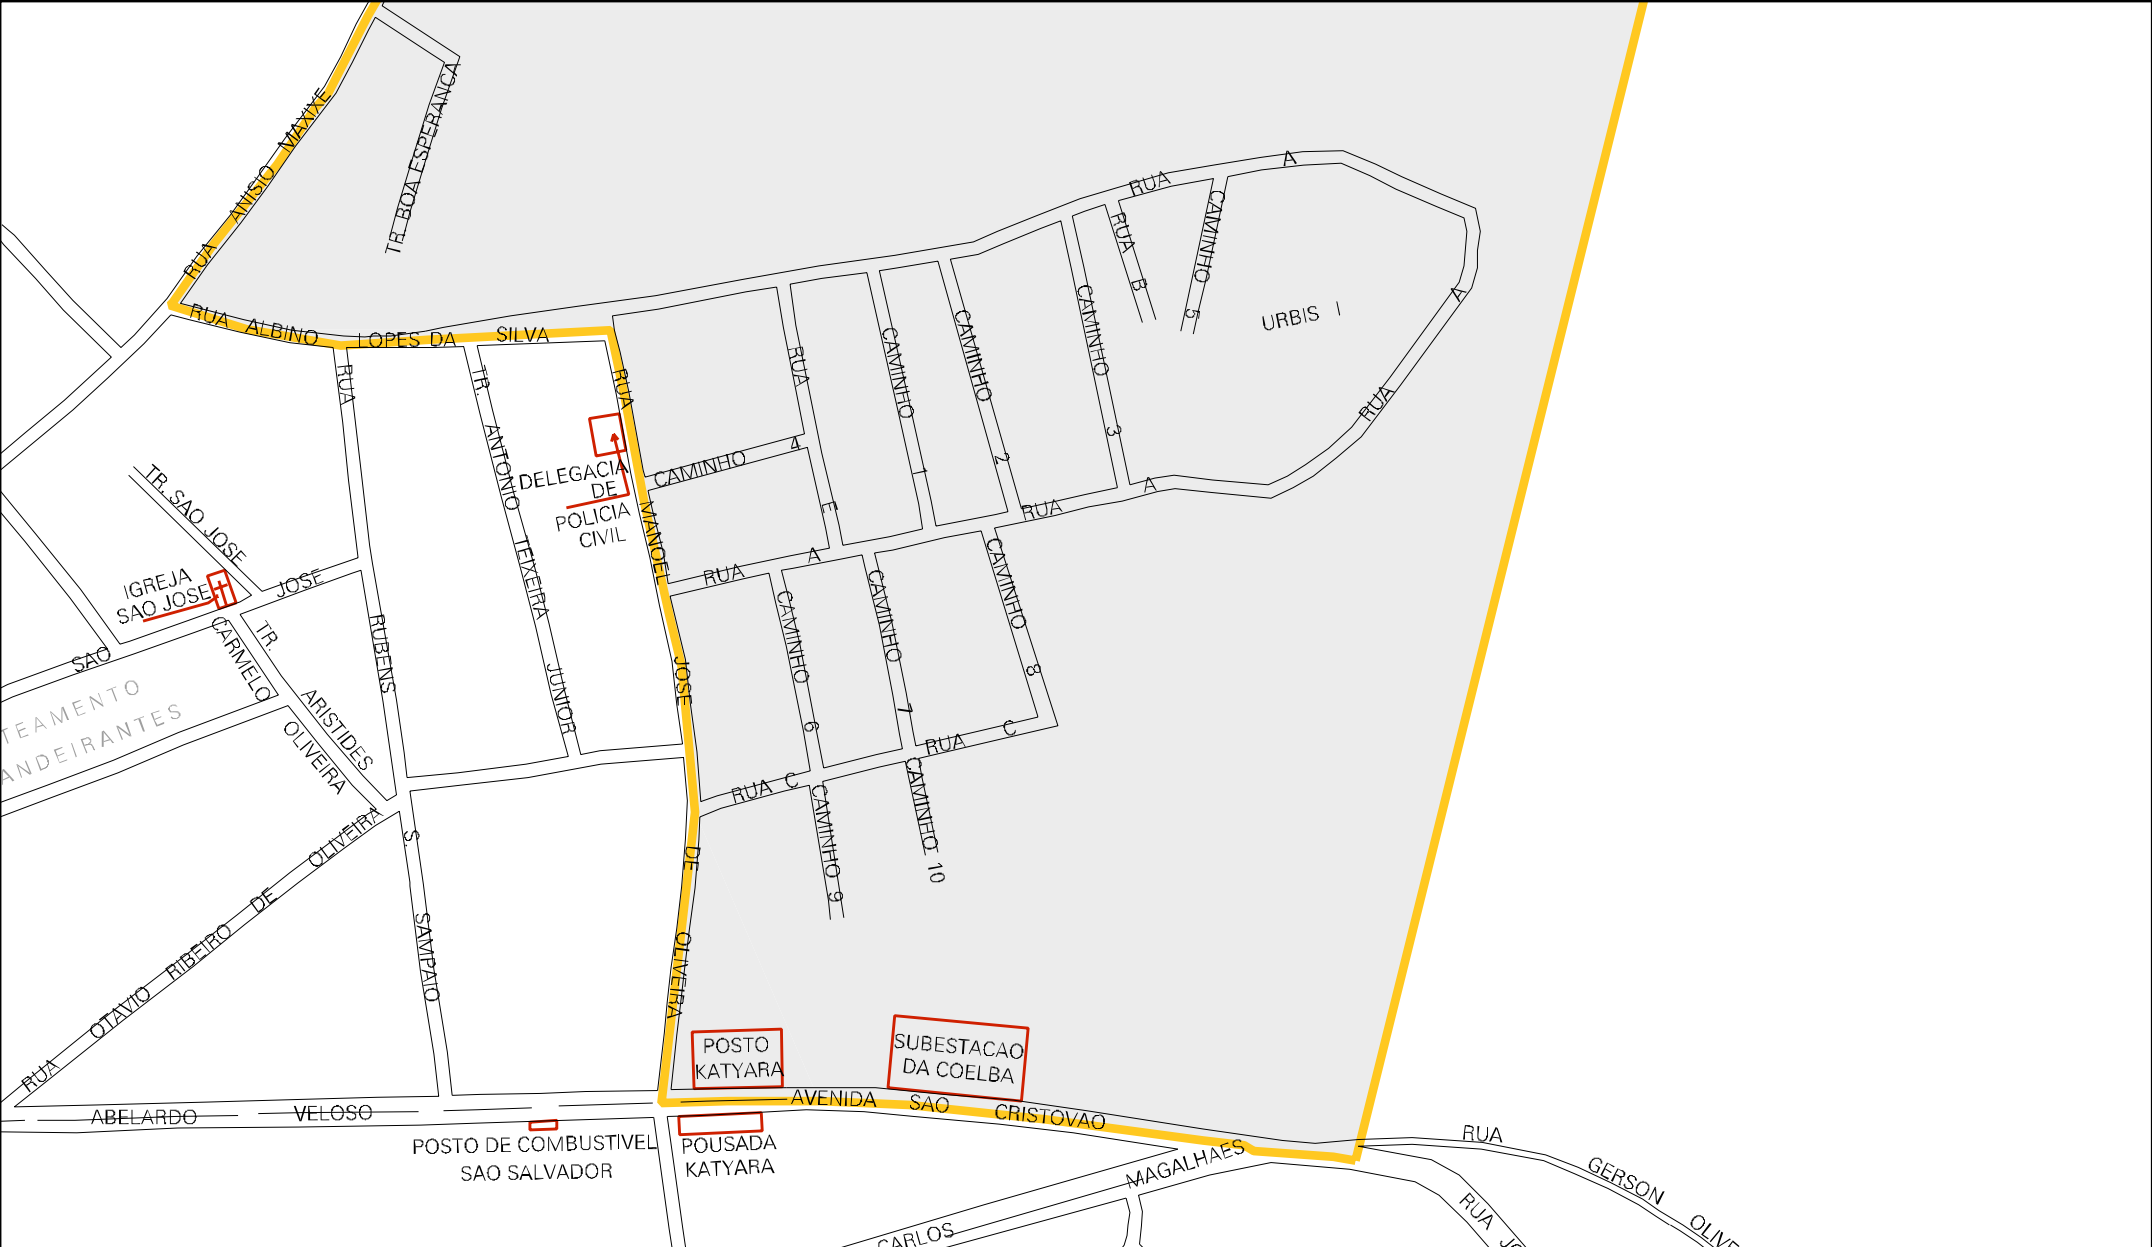 RUA ANISIO MAXIXE
TR. BOA ESPERANCA
RUA ALBINO LOPES DA SILVA
RUA A
RUA B
CAMINHO 5
URBIS I
RUA A
CAMINHO 3
CAMINHO 2
CAMINHO 1
RUA E
CAMINHO 4
RUA A
RUA A
RUA MANOEL JOSE DE OLIVEIRA
DELEGACIA
DE
POLICIA
CIVIL
TR. ANTONIO TEIXEIRA JUNIOR
RUA RUBENS S. SAMPAIO
TR. SAO JOSE
IGREJA
SAO JOSE
SAO JOSE
TR. ARISTIDES
CARMELO OLIVEIRA
TEAMENTO
ANDEIRANTES
RUA OTAVIO RIBEIRO DE OLIVEIRA
CAMINHO 6
CAMINHO 7
CAMINHO 8
RUA C
RUA C
CAMINHO 9
CAMINHO 10
POSTO
KATYARA
SUBESTACAO
DA COELBA
ABELARDO VELOSO
AVENIDA SAO CRISTOVAO
POSTO DE COMBUSTIVEL
SAO SALVADOR
POUSADA
KATYARA
CARLOS MAGALHAES
RUA GERSON
RUA